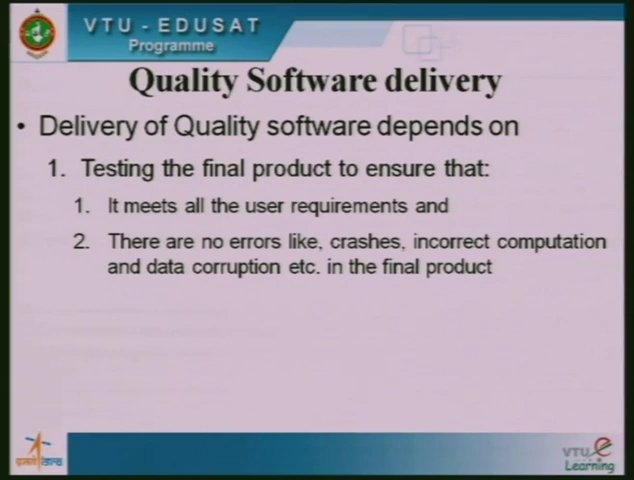 VTU - EDUSAT
Programme
Quality Software delivery
• Delivery of Quality software depends on
1. Testing the final product to ensure that:
1. It meets all the user requirements and
2. There are no errors like, crashes, incorrect computation
and data corruption etc. in the final product
VTU
Learning